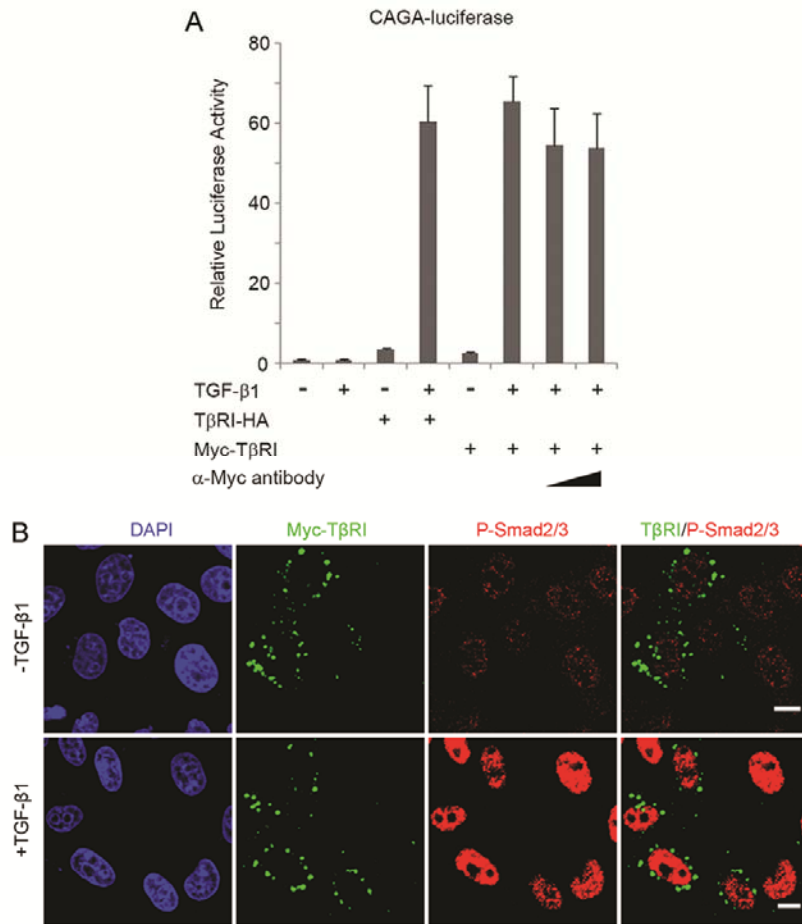 A
CAGA-luciferase
Relative Luciferase Activity
80
60
40
20
0
TGF-β1 - + - + - + + +
TβRI-HA + +
Myc-TβRI + + + +
α-Myc antibody
B
DAPI Myc-TβRI P-Smad2/3 TβRI/P-Smad2/3
-TGF-β1
+TGF-β1